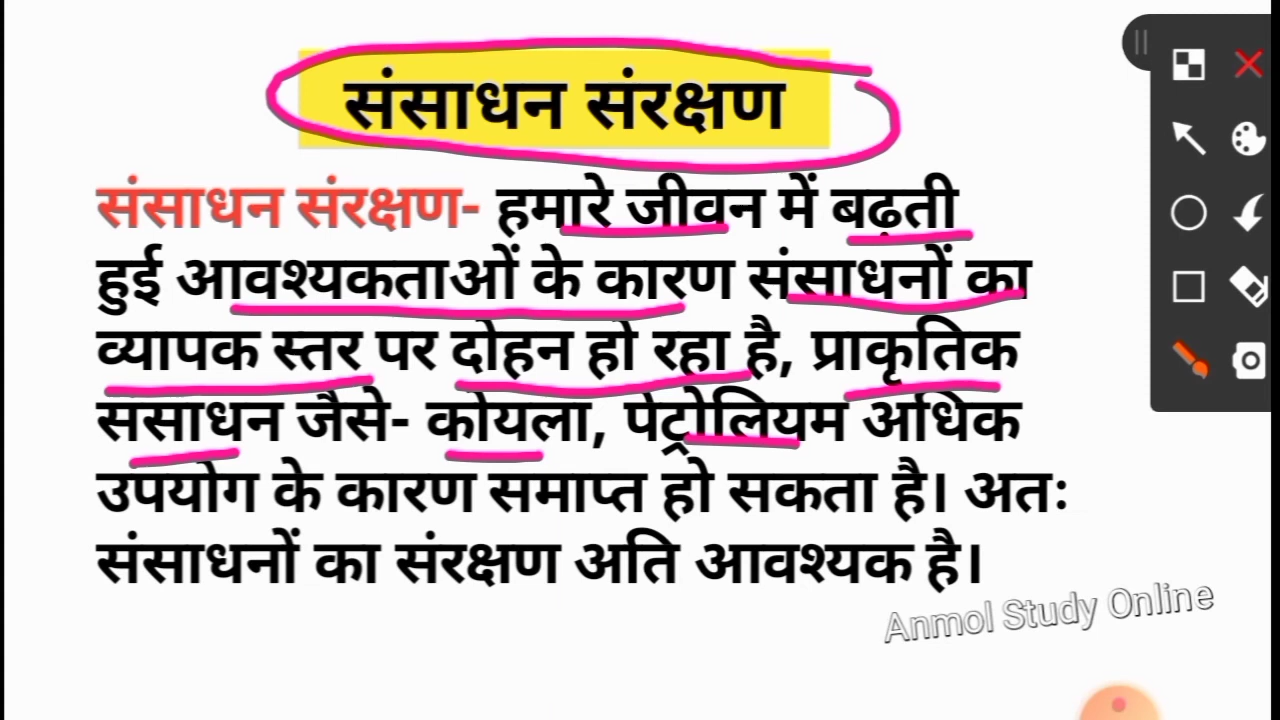 संसाधन संरक्षण
संसाधन संरक्षण- हमारे जीवन में बढ़ती
हुई आवश्यकताओं के कारण संसाधनों का
व्यापक स्तर पर दोहन हो रहा है, प्राकृतिक
संसाधन जैसे- कोयला, पेट्रोलियम अधिक
उपयोग के कारण समाप्त हो सकता है। अतः
संसाधनों का संरक्षण अति आवश्यक है।
Anmol Study Online